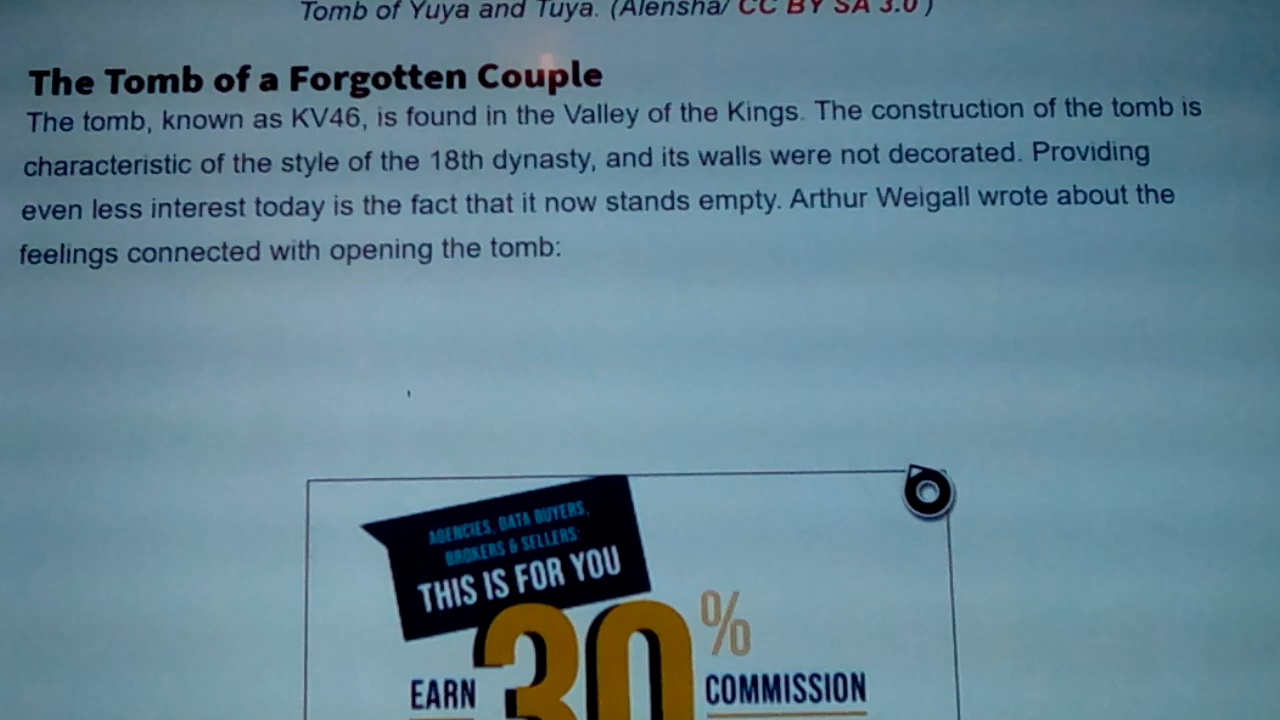 Tomb of Yuya and Tuya. (Alensha/ CC BY SA 3.0 )
The Tomb of a Forgotten Couple
The tomb, known as KV46, is found in the Valley of the Kings. The construction of the tomb is
characteristic of the style of the 18th dynasty, and its walls were not decorated. Providing
even less interest today is the fact that it now stands empty. Arthur Weigall wrote about the
feelings connected with opening the tomb:
AGENCIES, DATA BUYERS,
BROKERS & SELLERS:
THIS IS FOR YOU
EARN 30% COMMISSION